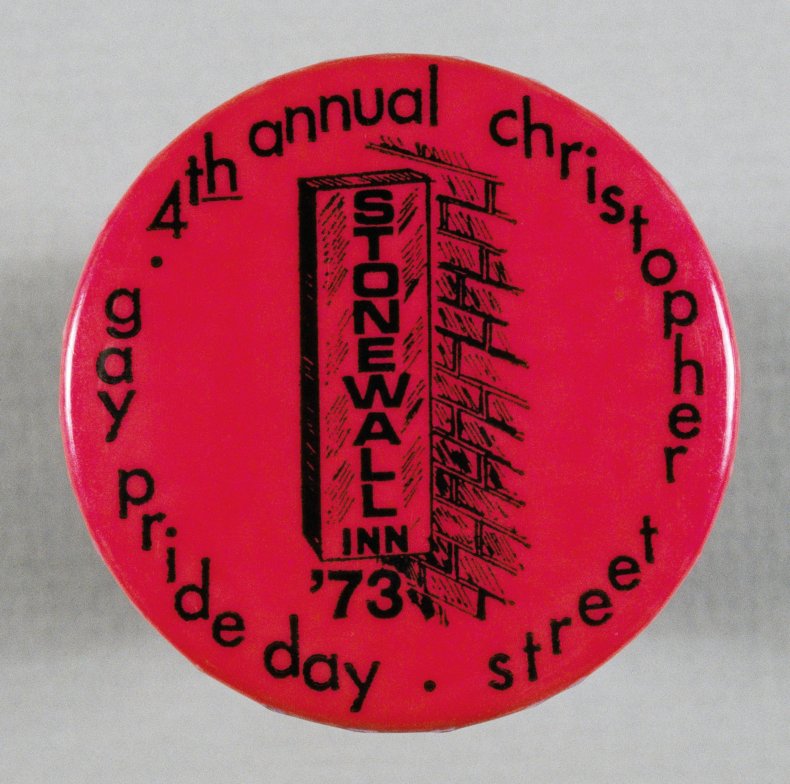 4th annual christopher street · gay pride day ·
STONEWALL
INN
'73